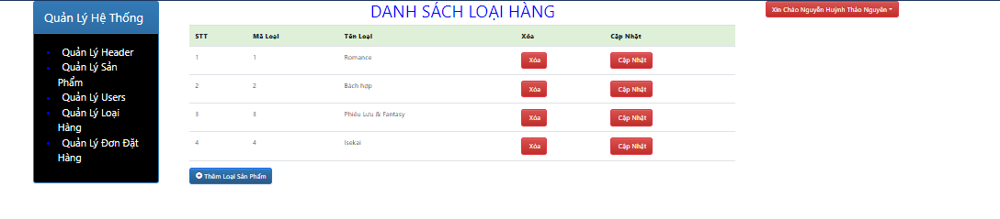 DANH SÁCH LOẠI HÀNG
Xin Chào Nguyễn Huỳnh Thảo Nguyên
Quản Lý Hệ Thống
Quản Lý Header
Quản Lý Sản
Phẩm
Quản Lý Users
Quản Lý Loại
Hàng
Quản Lý Đơn Đặt
Hàng
STT Mã Loại Tên Loại Xóa Cập Nhật
1 1 Romance Xóa Cập Nhật
2 2 Bách hợp Xóa Cập Nhật
3 3 Phiêu Lưu & Fantasy Xóa Cập Nhật
4 4 Isekai Xóa Cập Nhật
Thêm Loại Sản Phẩm